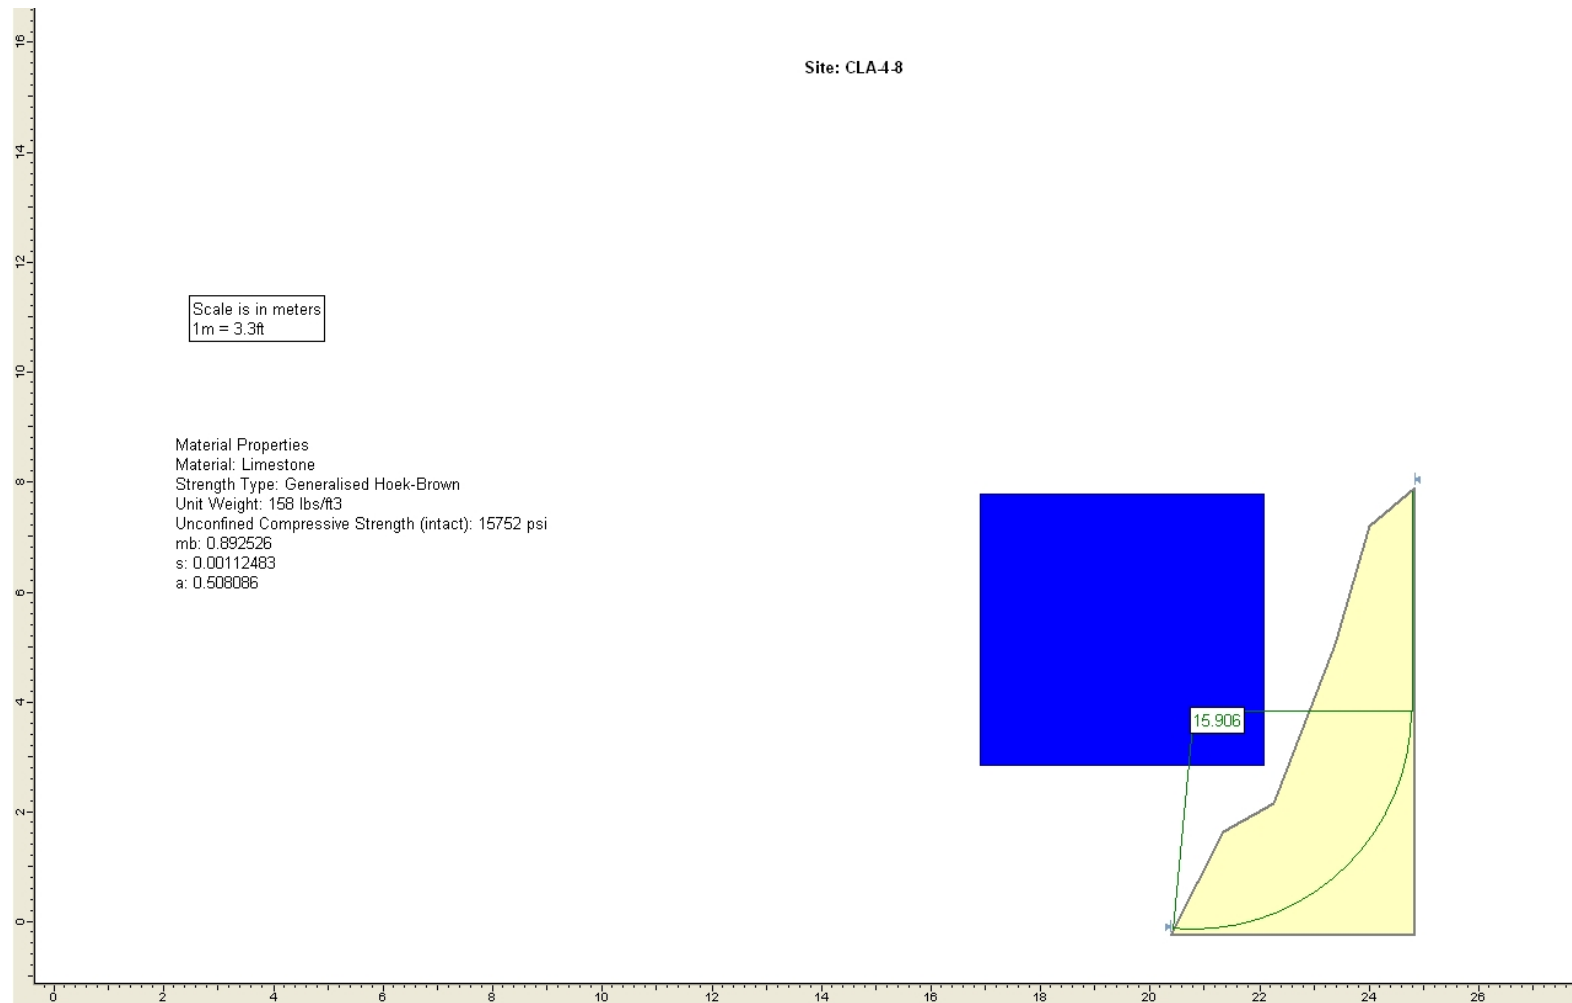 Site: CLA-4-8
Scale is in meters
1m = 3.3ft
Material Properties
Material: Limestone
Strength Type: Generalised Hoek-Brown
Unit Weight: 158 lbs/ft3
Unconfined Compressive Strength (intact): 15752 psi
mb: 0.892526
s: 0.00112483
a: 0.508086
15.906
16
14
12
10
8
6
4
2
0
0 2 4 6 8 10 12 14 16 18 20 22 24 26